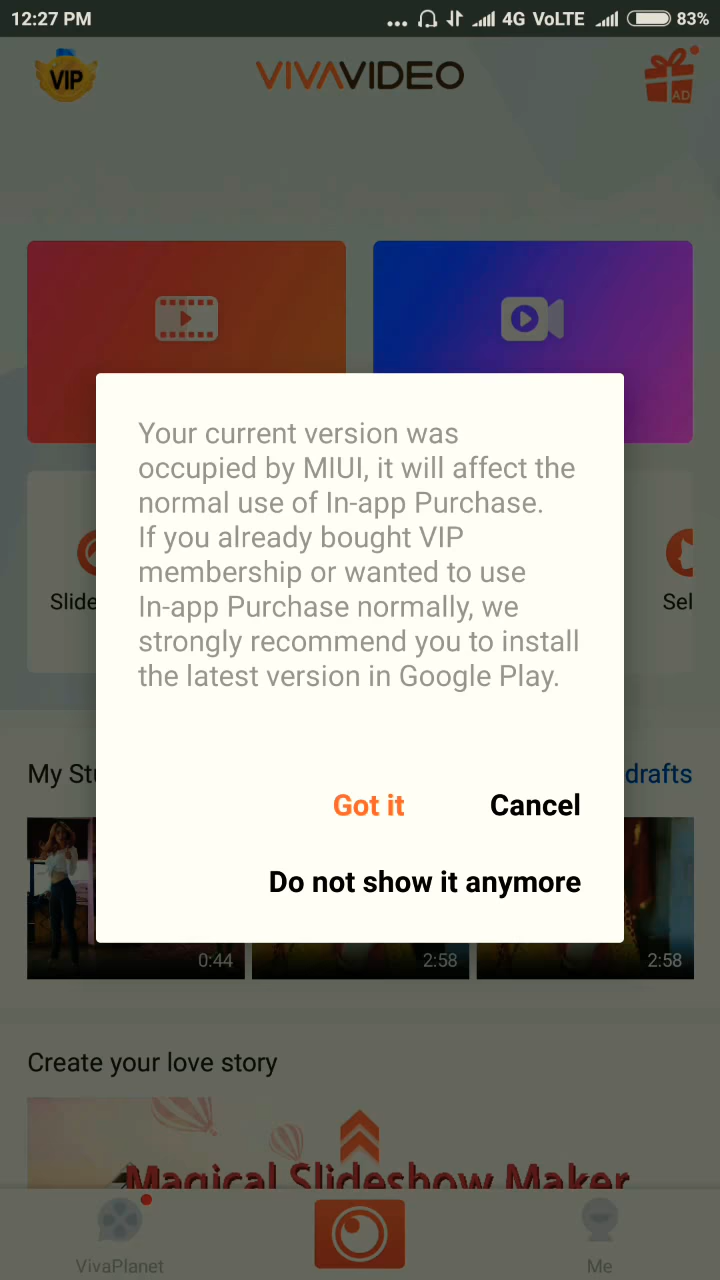 12:27 PM
... 4G VoLTE 83%
VIP
VIVAVIDEO
AD
Your current version was
occupied by MIUI, it will affect the
normal use of In-app Purchase.
If you already bought VIP
membership or wanted to use
In-app Purchase normally, we
strongly recommend you to install
the latest version in Google Play.
Slide
Sel
Got it
Cancel
Do not show it anymore
My Stu
drafts
0:44
2:58
2:58
Create your love story
Magical Slideshow Maker
VivaPlanet
Me